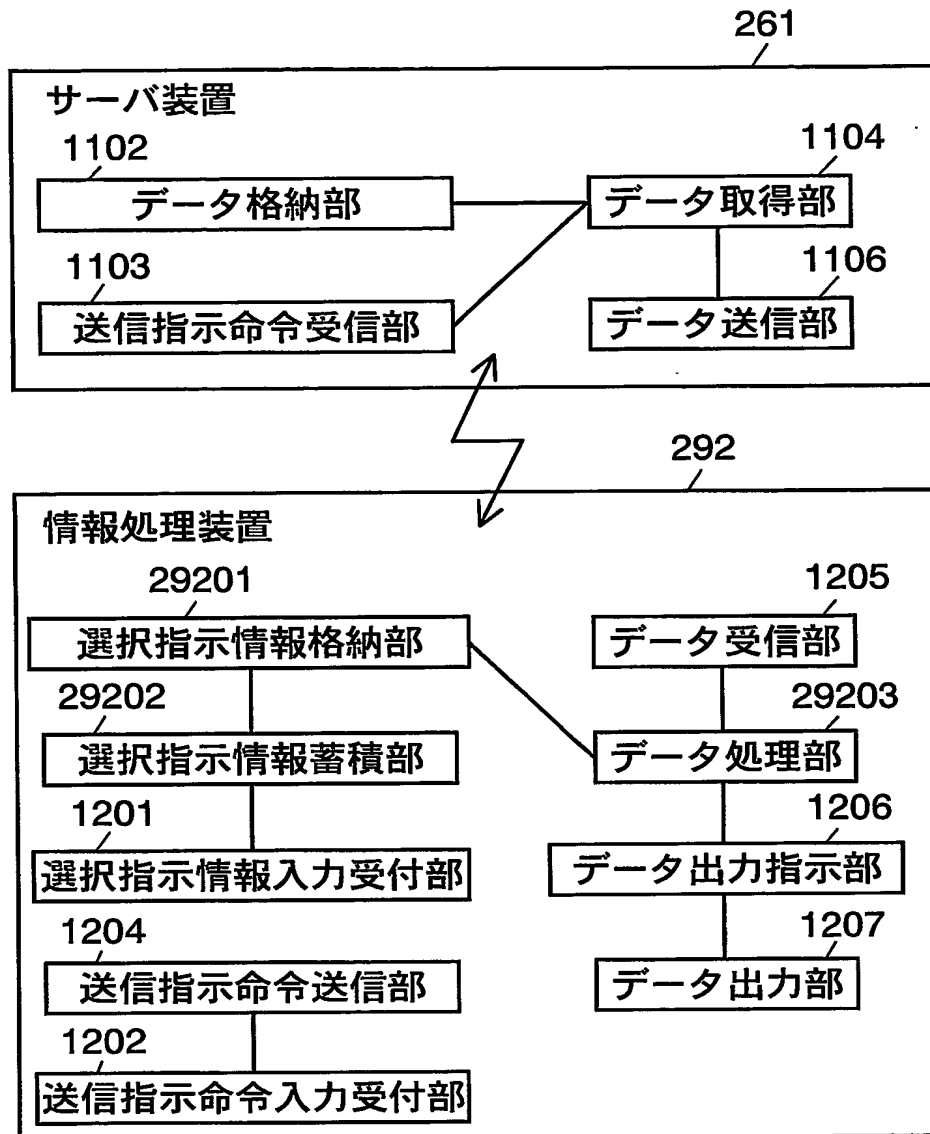 261
サーバ装置
1102
データ格納部
1104
データ取得部
1103
送信指示命令受信部
1106
データ送信部
292
情報処理装置
29201
選択指示情報格納部
1205
データ受信部
29202
選択指示情報蓄積部
29203
データ処理部
1201
選択指示情報入力受付部
1206
データ出力指示部
1204
送信指示命令送信部
1207
データ出力部
1202
送信指示命令入力受付部